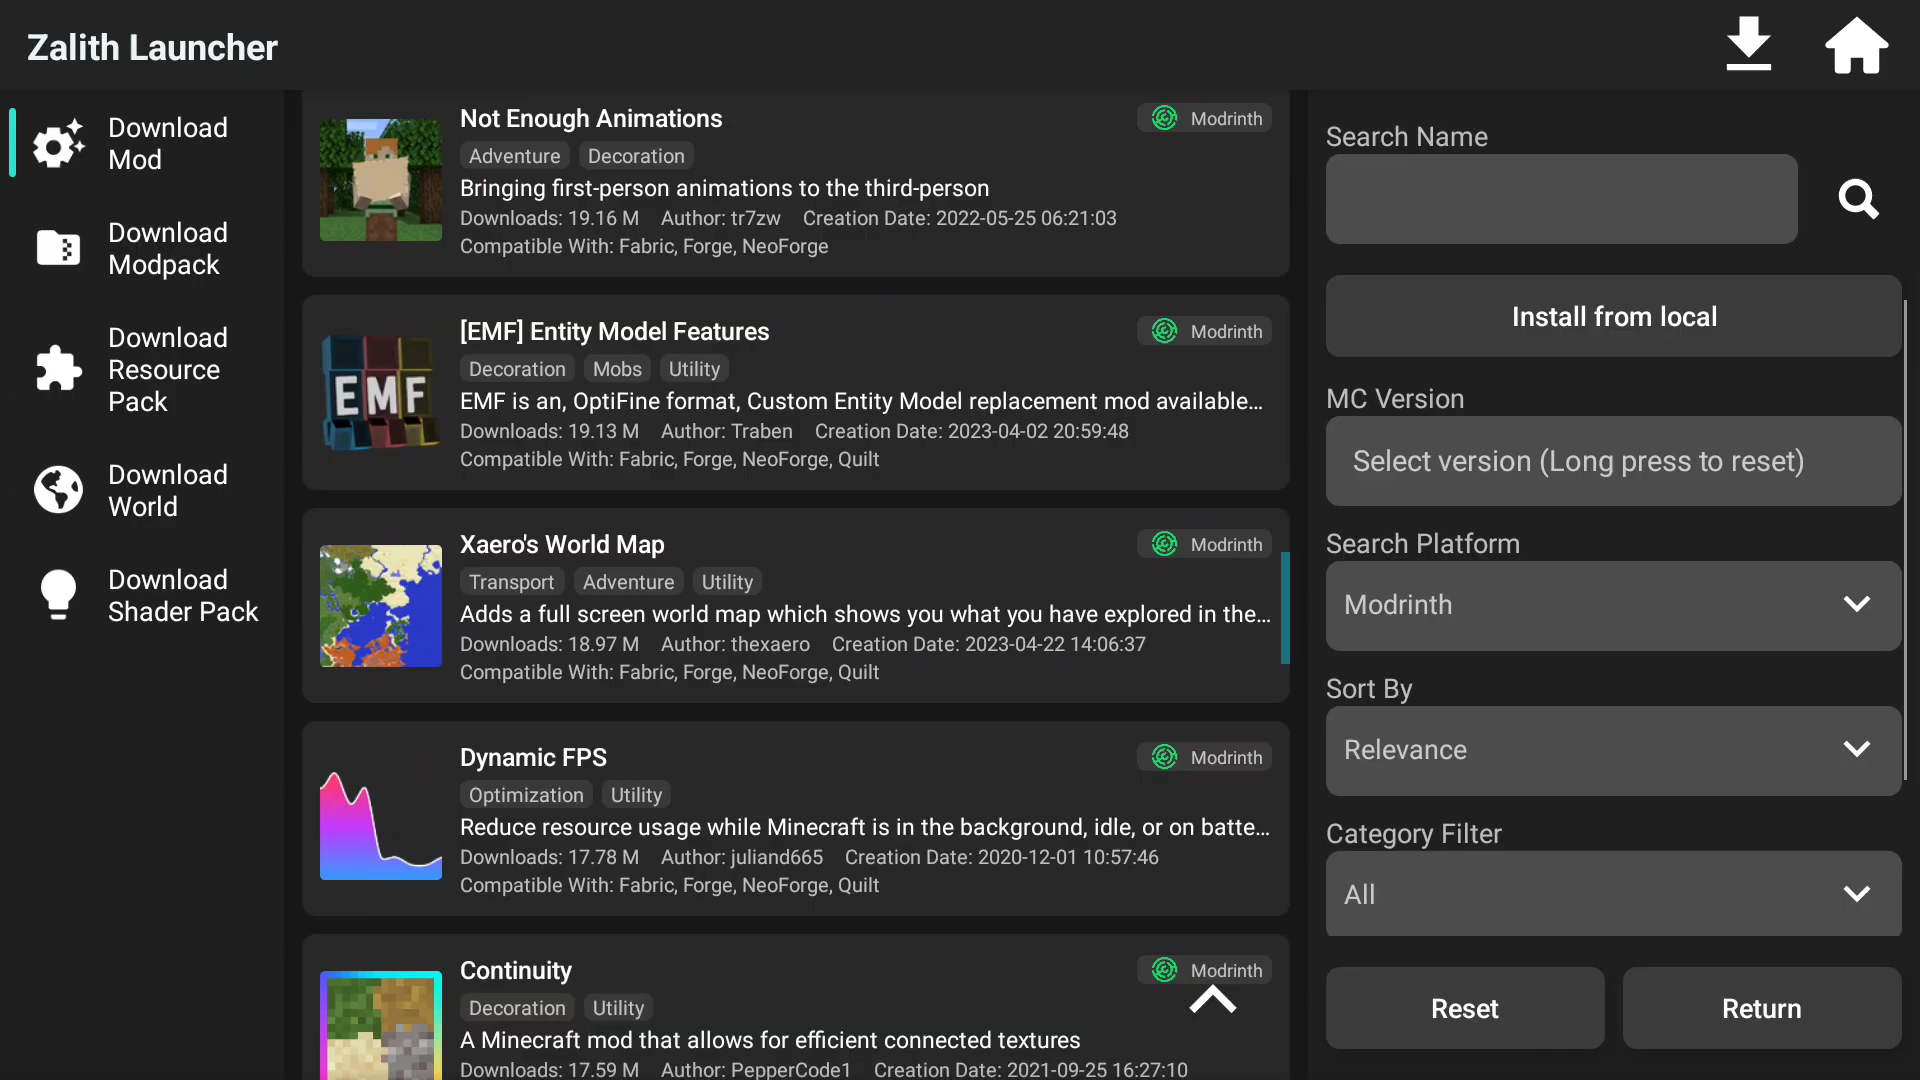 Zalith Launcher
Download
Mod
Download
Modpack
Download
Resource
Pack
Download
World
Download
Shader Pack
Not Enough Animations
Modrinth
Adventure
Decoration
Bringing first-person animations to the third-person
Downloads: 19.16 M Author: tr7zw Creation Date: 2022-05-25 06:21:03
Compatible With: Fabric, Forge, NeoForge
EMF
[EMF] Entity Model Features
Modrinth
Decoration
Mobs
Utility
EMF is an, OptiFine format, Custom Entity Model replacement mod available...
Downloads: 19.13 M Author: Traben Creation Date: 2023-04-02 20:59:48
Compatible With: Fabric, Forge, NeoForge, Quilt
Xaero's World Map
Modrinth
Transport
Adventure
Utility
Adds a full screen world map which shows you what you have explored in the...
Downloads: 18.97 M Author: thexaero Creation Date: 2023-04-22 14:06:37
Compatible With: Fabric, Forge, NeoForge, Quilt
Dynamic FPS
Modrinth
Optimization
Utility
Reduce resource usage while Minecraft is in the background, idle, or on batte...
Downloads: 17.78 M Author: juliand665 Creation Date: 2020-12-01 10:57:46
Compatible With: Fabric, Forge, NeoForge, Quilt
Continuity
Modrinth
Decoration
Utility
A Minecraft mod that allows for efficient connected textures
Downloads: 17.59 M Author: PepperCode1 Creation Date: 2021-09-25 16:27:10
Search Name
Install from local
MC Version
Select version (Long press to reset)
Search Platform
Modrinth
Sort By
Relevance
Category Filter
All
Reset
Return